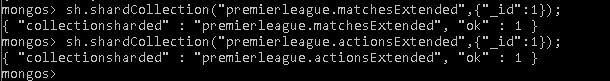 mongos> sh.shardCollection("premierleague.matchesExtended",{"_id":1});
{ "collectionsharded" : "premierleague.matchesExtended", "ok" : 1 }
mongos> sh.shardCollection("premierleague.actionsExtended",{"_id":1});
{ "collectionsharded" : "premierleague.actionsExtended", "ok" : 1 }
mongos>